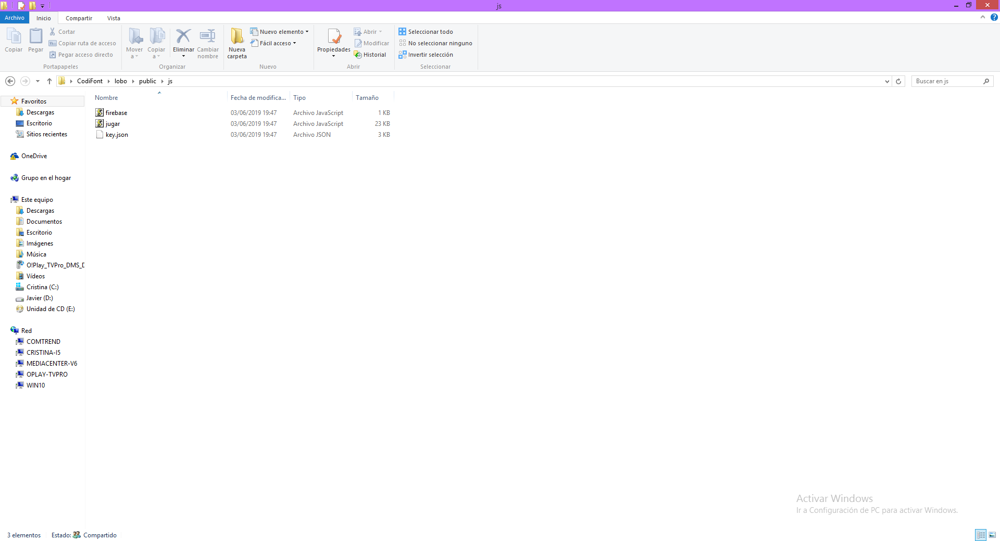 js
Archivo Inicio Compartir Vista
Copiar
Pegar
Cortar
Copiar ruta de acceso
Pegar acceso directo
Portapapeles
Mover a
Copiar a
Eliminar
Cambiar nombre
Organizar
Nueva carpeta
Nuevo elemento
Fácil acceso
Nuevo
Propiedades
Abrir
Modificar
Historial
Abrir
Seleccionar todo
No seleccionar ninguno
Invertir selección
Seleccionar
CodiFont lobo public js
Buscar en js
Nombre Fecha de modifica... Tipo Tamaño
firebase 03/06/2019 19:47 Archivo JavaScript 1 KB
jugar 03/06/2019 19:47 Archivo JavaScript 23 KB
key.json 03/06/2019 19:47 Archivo JSON 3 KB
Favoritos
Descargas
Escritorio
Sitios recientes
OneDrive
Grupo en el hogar
Este equipo
Descargas
Documentos
Escritorio
Imágenes
Música
O!Play_TVPro_DMS_D
Vídeos
Cristina (C:)
Javier (D:)
Unidad de CD (E:)
Red
COMTREND
CRISTINA-I5
MEDIACENTER-V6
OPLAY-TVPRO
WIN10
Activar Windows
Ir a Configuración de PC para activar Windows.
3 elementos Estado: Compartido